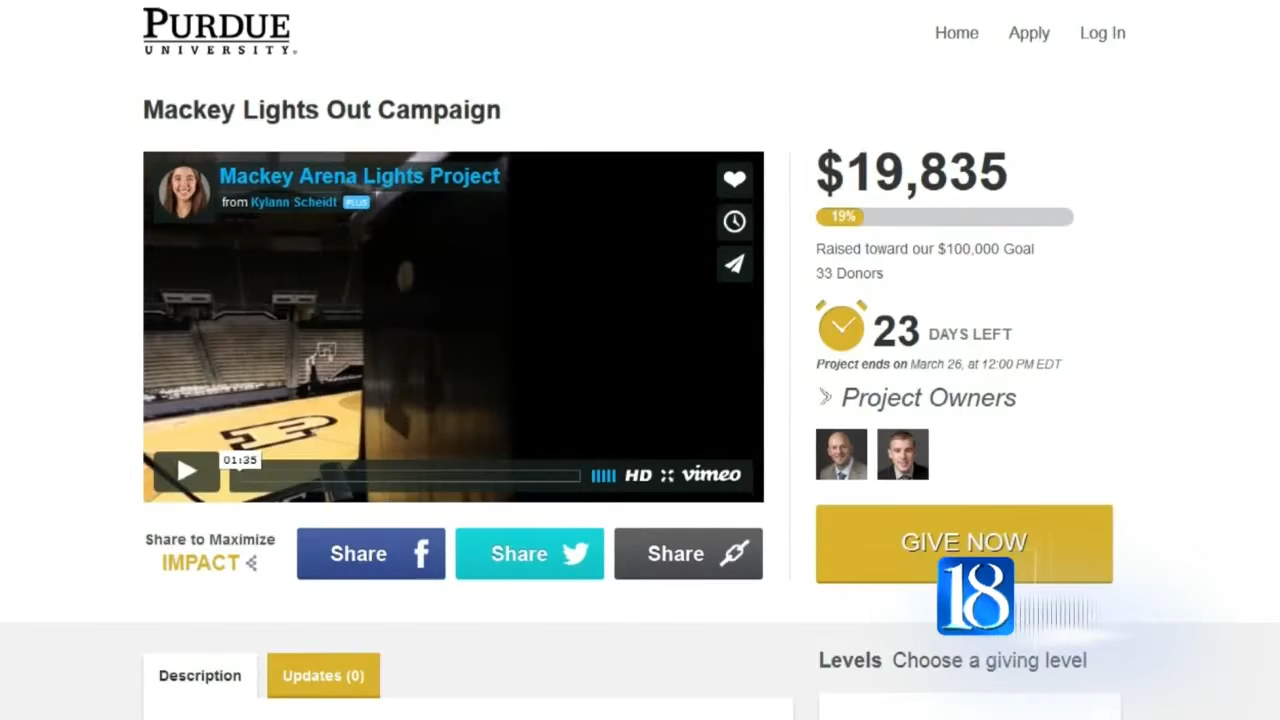 PURDUE
UNIVERSITY.
Home Apply Log In
Mackey Lights Out Campaign
Mackey Arena Lights Project
from Kylann Scheidt PLUS
01:35
HD vimeo
$19,835
19%
Raised toward our $100,000 Goal
33 Donors
23 DAYS LEFT
Project ends on March 26, at 12:00 PM EDT
Project Owners
GIVE NOW
18
Share to Maximize
IMPACT
Share f
Share
Share
Description
Updates (0)
Levels Choose a giving level